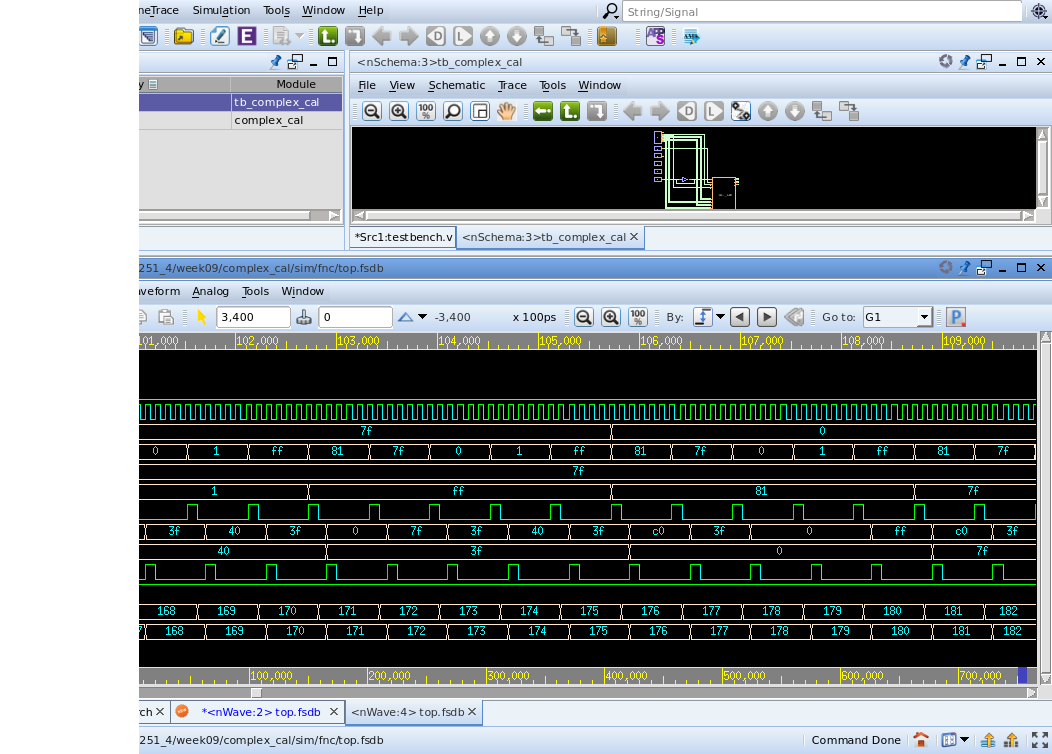 neTrace Simulation Tools Window Help
String/Signal
<nSchema:3>tb_complex_cal
y Module
File View Schematic Trace Tools Window
tb_complex_cal
complex_cal
100 %
*Src1:testbench.v <nSchema:3>tb_complex_cal
251_4/week09/complex_cal/sim/fnc/top.fsdb
veform Analog Tools Window
3,400 0 -3,400 x 100ps 100 % By: Go to: G1
101,000 102,000 103,000 104,000 105,000 106,000 107,000 108,000 109,000
7f 0
0 1 ff 81 7f 0 1 ff 81 7f 0 1 ff 81 7f
7f
1 ff 81 7f
3f 40 3f 0 7f 3f 40 3f c0 3f 0 ff c0 3f
40 3f 0 7f
168 169 170 171 172 173 174 175 176 177 178 179 180 181 182
168 169 170 171 172 173 174 175 176 177 178 179 180 181 182
100,000 200,000 300,000 400,000 500,000 600,000 700,000
rch *<nWave:2> top.fsdb <nWave:4> top.fsdb
251_4/week09/complex_cal/sim/fnc/top.fsdb Command Done